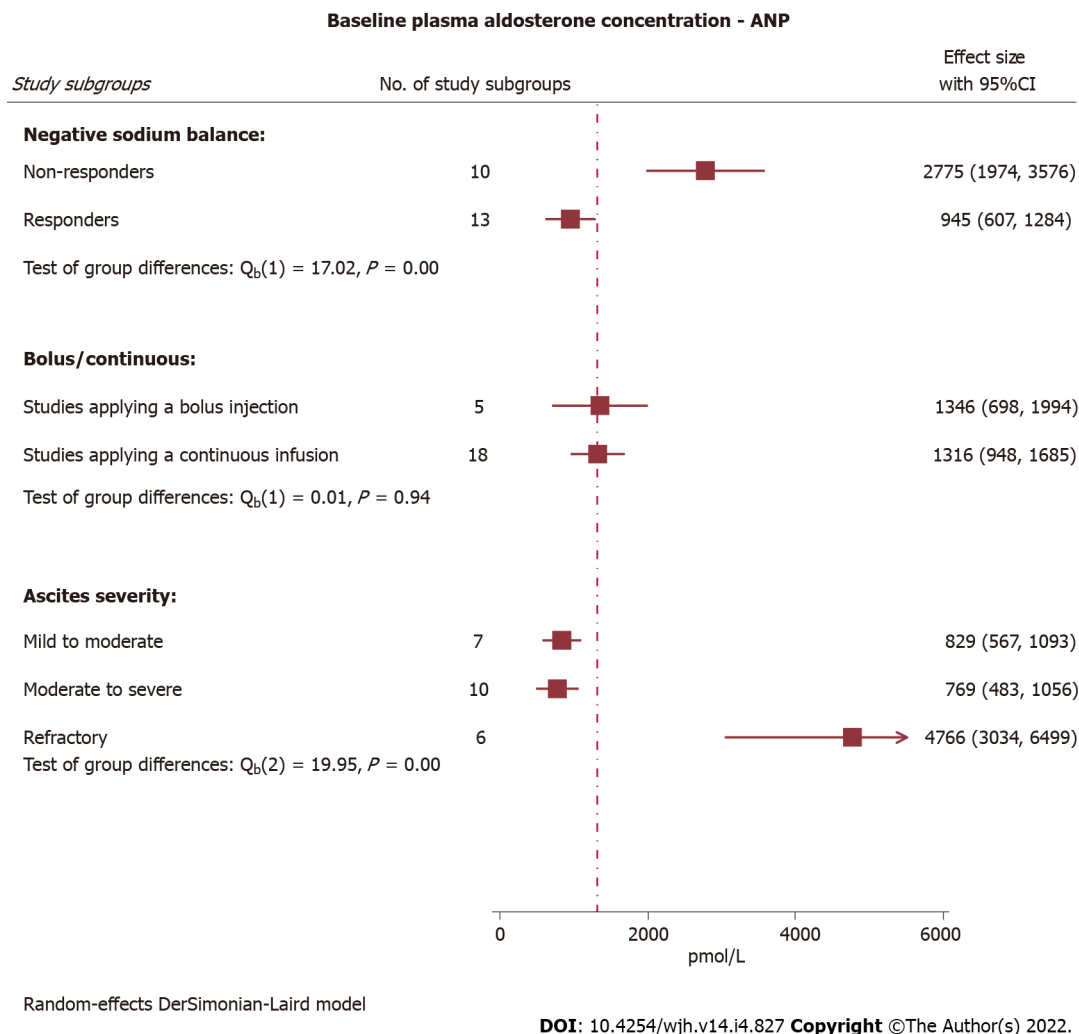 Baseline plasma aldosterone concentration - ANP
Effect size
Study subgroups No. of study subgroups with 95%CI
Negative sodium balance:
Non-responders 10 2775 (1974, 3576)
Responders 13 945 (607, 1284)
Test of group differences: Qb(1) = 17.02, P = 0.00
Bolus/continuous:
Studies applying a bolus injection 5 1346 (698, 1994)
Studies applying a continuous infusion 18 1316 (948, 1685)
Test of group differences: Qb(1) = 0.01, P = 0.94
Ascites severity:
Mild to moderate 7 829 (567, 1093)
Moderate to severe 10 769 (483, 1056)
Refractory 6 4766 (3034, 6499)
Test of group differences: Qb(2) = 19.95, P = 0.00
0 2000 4000 6000
pmol/L
Random-effects DerSimonian-Laird model
DOI: 10.4254/wjh.v14.i4.827 Copyright ©The Author(s) 2022.